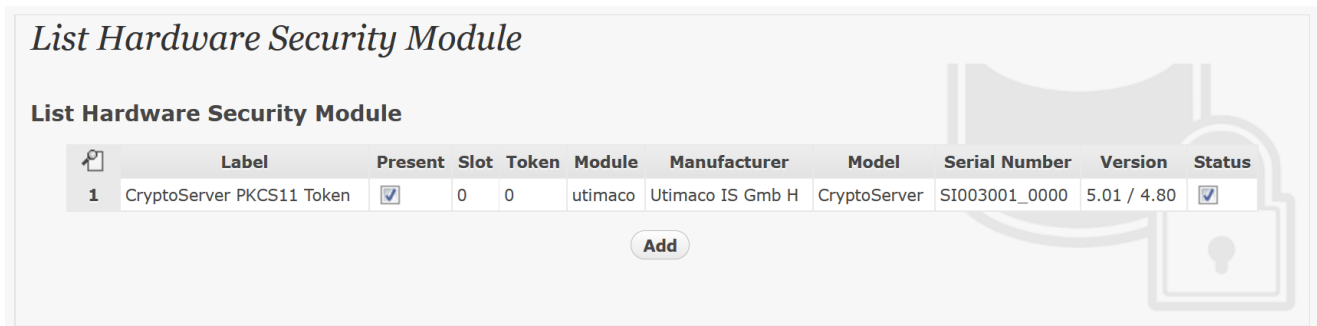 List Hardware Security Module
List Hardware Security Module
Label Present Slot Token Module Manufacturer Model Serial Number Version Status
1 CryptoServer PKCS11 Token 0 0 utimaco Utimaco IS Gmb H CryptoServer SI003001_0000 5.01 / 4.80
Add